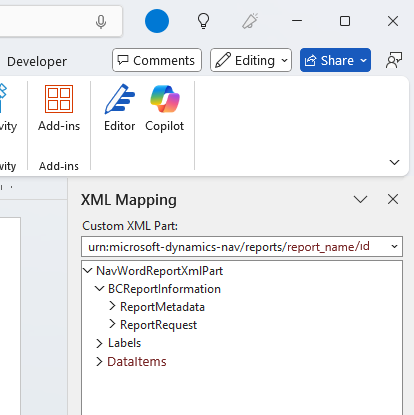 Developer
Comments
Editing
Share
vity
Add-ins
Editor
Copilot
vity
Add-ins
XML Mapping
Custom XML Part:
urn:microsoft-dynamics-nav/reports/report_name/id
NavWordReportXmlPart
BCReportInformation
ReportMetadata
ReportRequest
Labels
DataItems